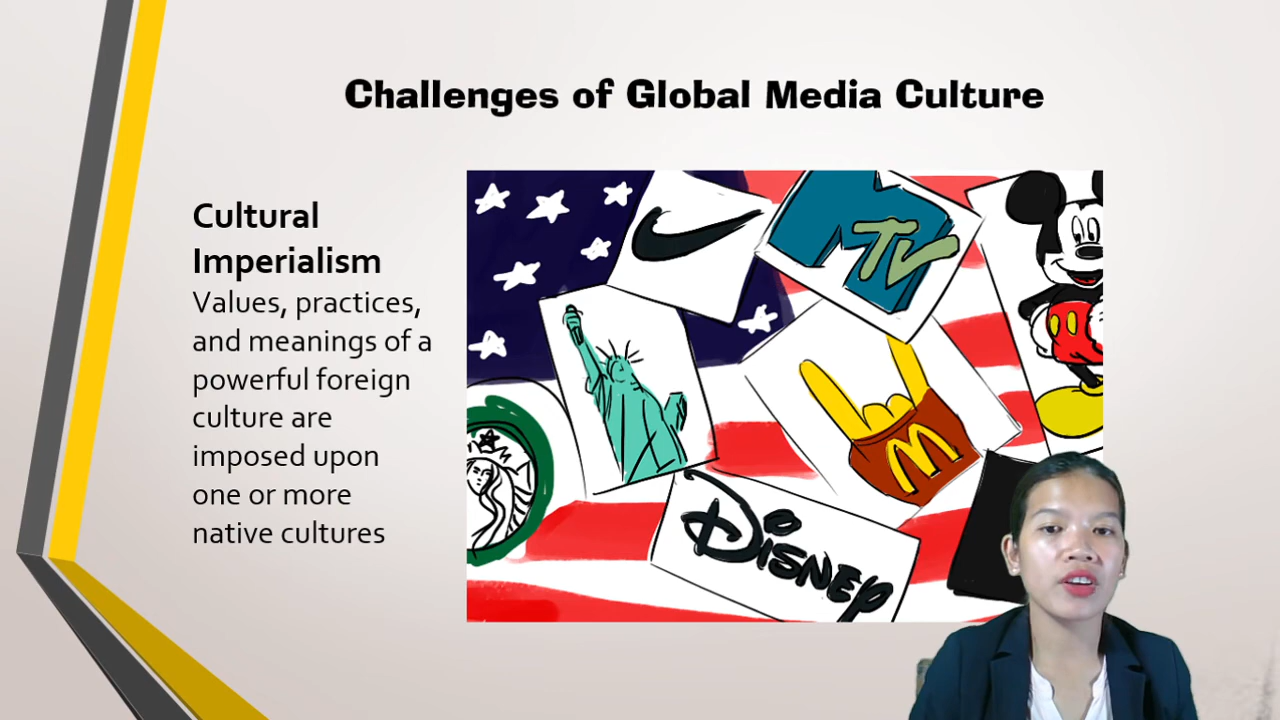 Challenges of Global Media Culture
Cultural
Imperialism
Values, practices,
and meanings of a
powerful foreign
culture are
imposed upon
one or more
native cultures
MTV
M
DISNEP